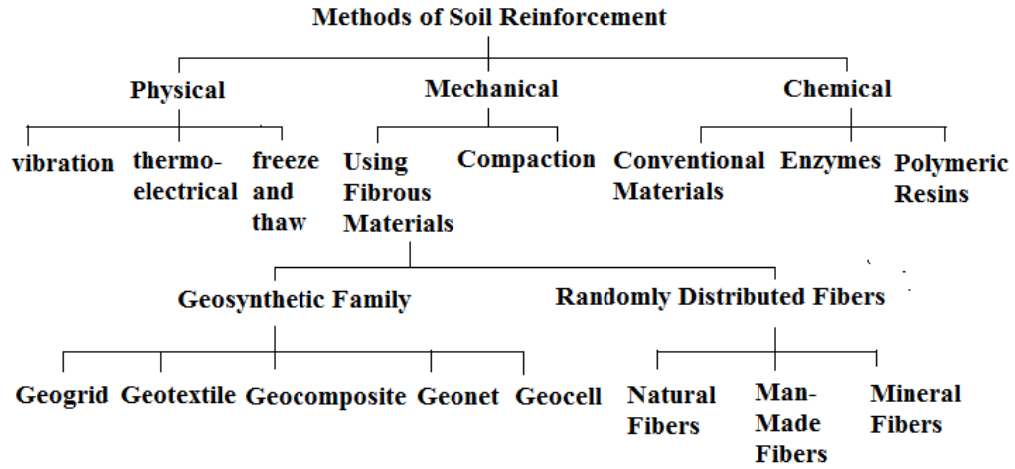 Methods of Soil Reinforcement
Physical
Mechanical
Chemical
vibration
thermo-
electrical
freeze
and
thaw
Using
Fibrous
Materials
Compaction
Conventional
Materials
Enzymes
Polymeric
Resins
Geosynthetic Family
Randomly Distributed Fibers
Geogrid
Geotextile
Geocomposite
Geonet
Geocell
Natural
Fibers
Man-
Made
Fibers
Mineral
Fibers